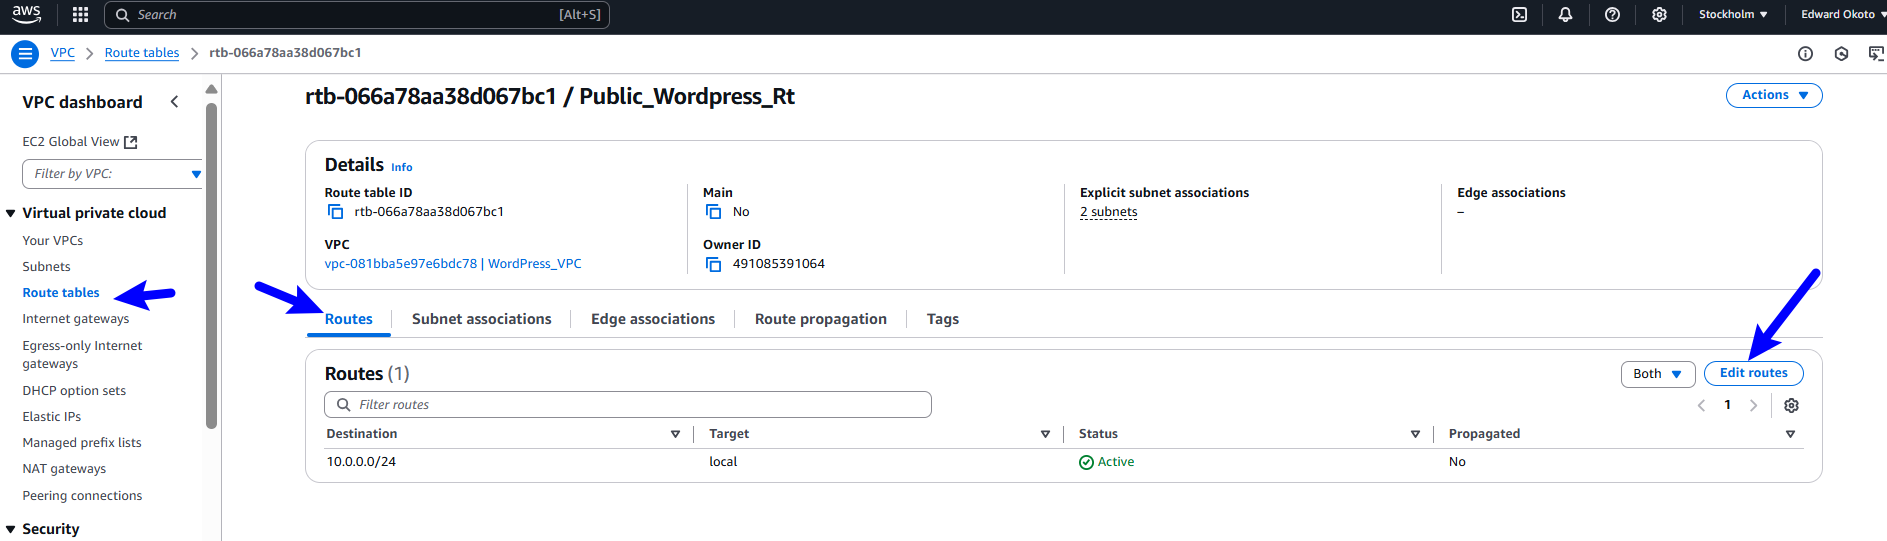 aws
Search [Alt+S]
Stockholm Edward Okoto
VPC Route tables rtb-066a78aa38d067bc1
VPC dashboard
EC2 Global View
Filter by VPC:
Virtual private cloud
Your VPCs
Subnets
Route tables
Internet gateways
Egress-only Internet
gateways
DHCP option sets
Elastic IPs
Managed prefix lists
NAT gateways
Peering connections
Security
rtb-066a78aa38d067bc1 / Public_Wordpress_Rt
Actions
Details Info
Route table ID
rtb-066a78aa38d067bc1
Main
No
Explicit subnet associations
2 subnets
Edge associations
–
VPC
vpc-081bba5e97e6bdc78 | WordPress_VPC
Owner ID
491085391064
Routes Subnet associations Edge associations Route propagation Tags
Routes (1)
Both Edit routes
Filter routes
1
Destination Target Status Propagated
10.0.0.0/24 local Active No